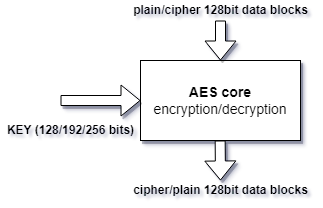 plain/cipher 128bit data blocks
AES core
encryption/decryption
KEY (128/192/256 bits)
cipher/plain 128bit data blocks